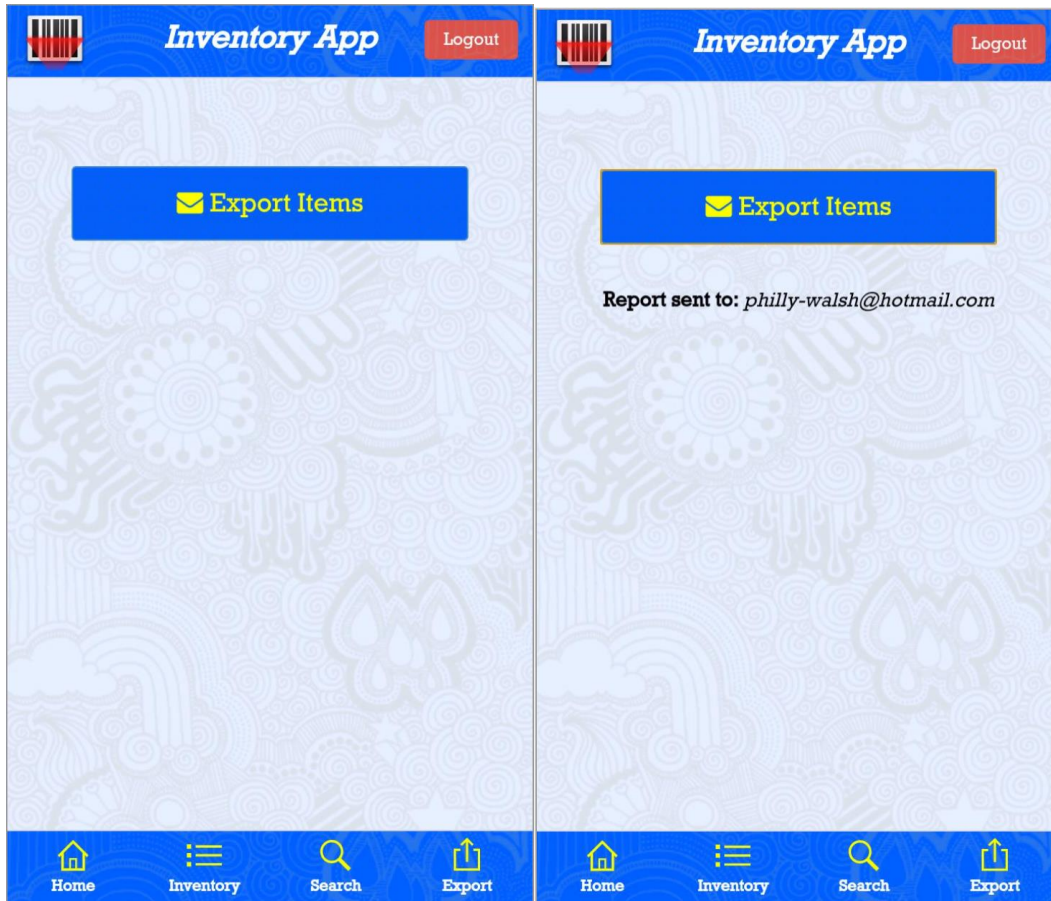 Inventory App
Logout
Export Items
Home
Inventory
Search
Export
Inventory App
Logout
Export Items
Report sent to: philly-walsh@hotmail.com
Home
Inventory
Search
Export